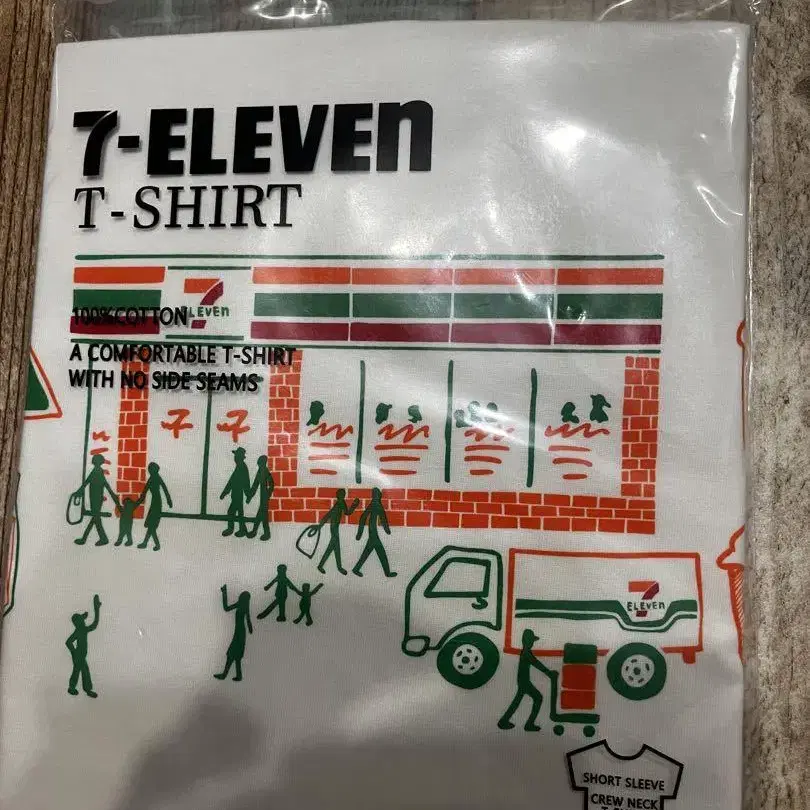 7-ELEVEn
T-SHIRT
7
ELEVEn
100%COTTON
A COMFORTABLE T-SHIRT
WITH NO SIDE SEAMS
7 7
7
ELEVEn
SHORT SLEEVE
CREW NECK